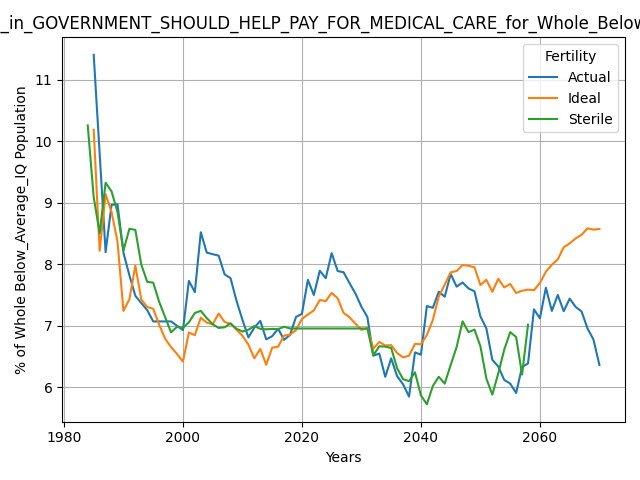 _in_GOVERNMENT_SHOULD_HELP_PAY_FOR_MEDICAL_CARE_for_Whole_Below
% of Whole Below_Average_IQ Population
11
10
9
8
7
6
1980
2000
2020
2040
2060
Years
Fertility
Actual
Ideal
Sterile